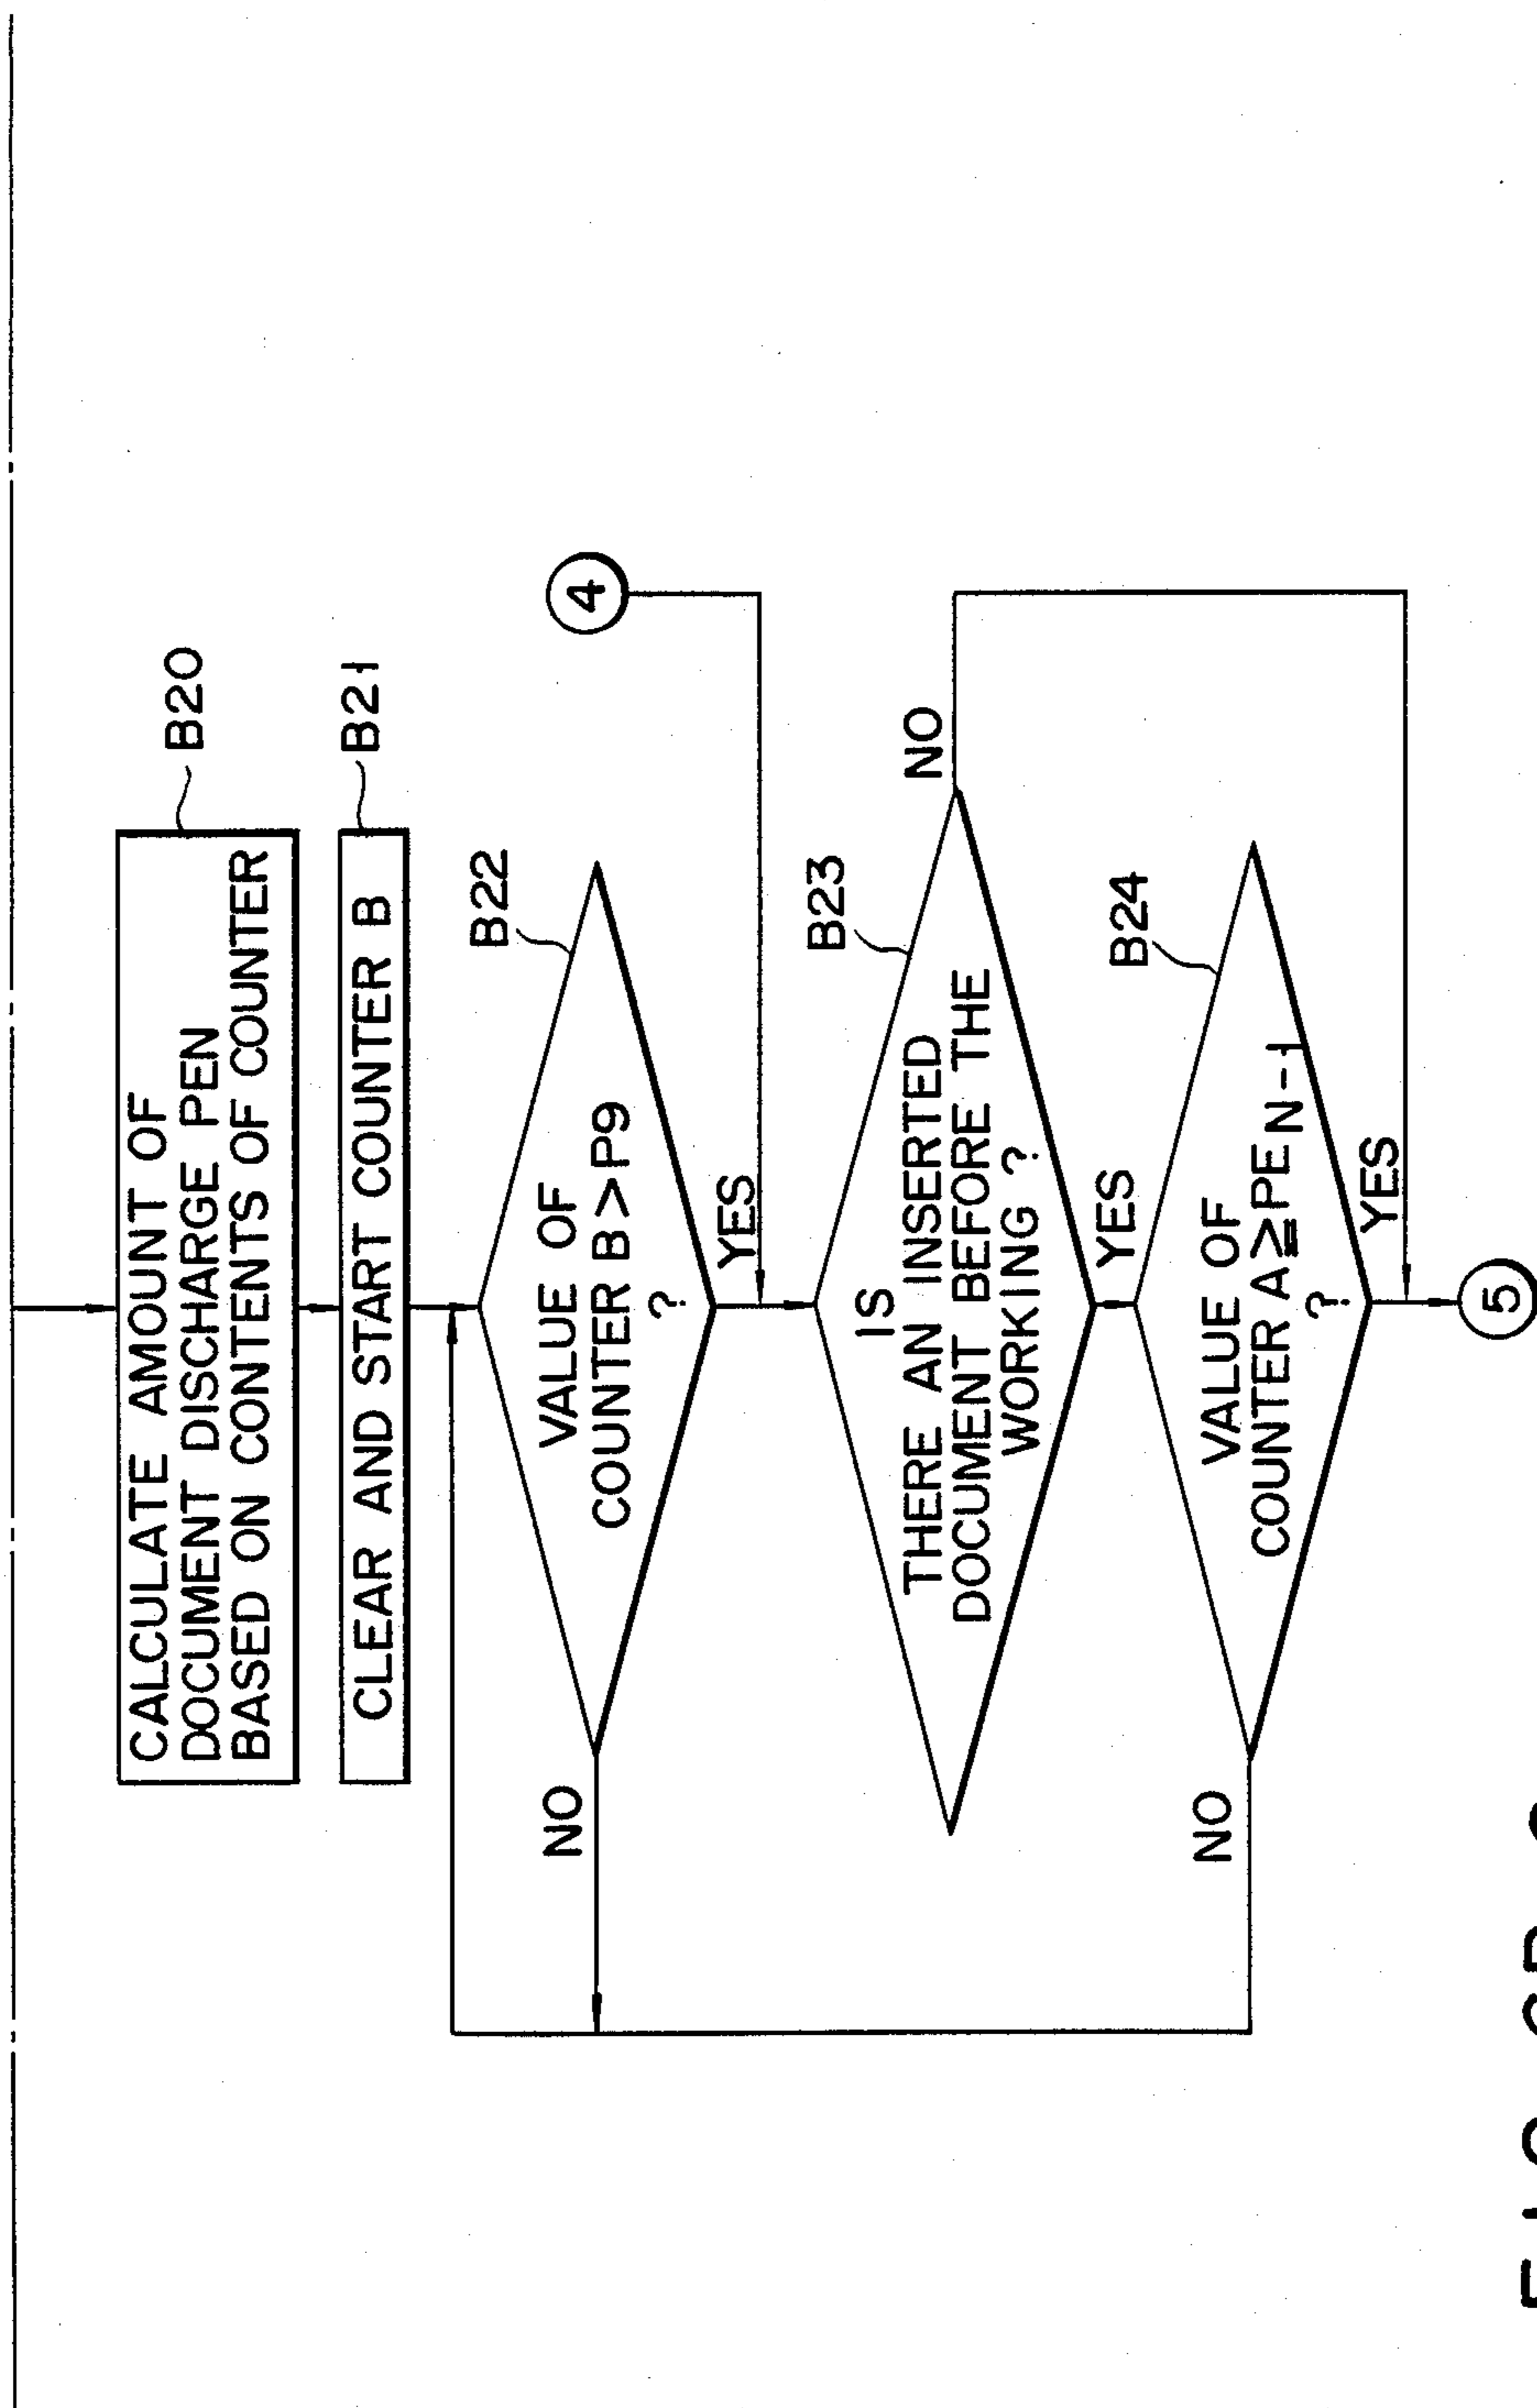 CALCULATE AMOUNT OF
DOCUMENT DISCHARGE PEN
BASED ON CONTENTS OF COUNTER
B20
CLEAR AND START COUNTER B
B21
B22
VALUE OF
COUNTER B > P9
?
NO
YES
4
B23
IS
THERE AN INSERTED
DOCUMENT BEFORE THE
WORKING ?
NO
YES
B24
VALUE OF
COUNTER A ≧ PE N-1
?
NO
YES
5